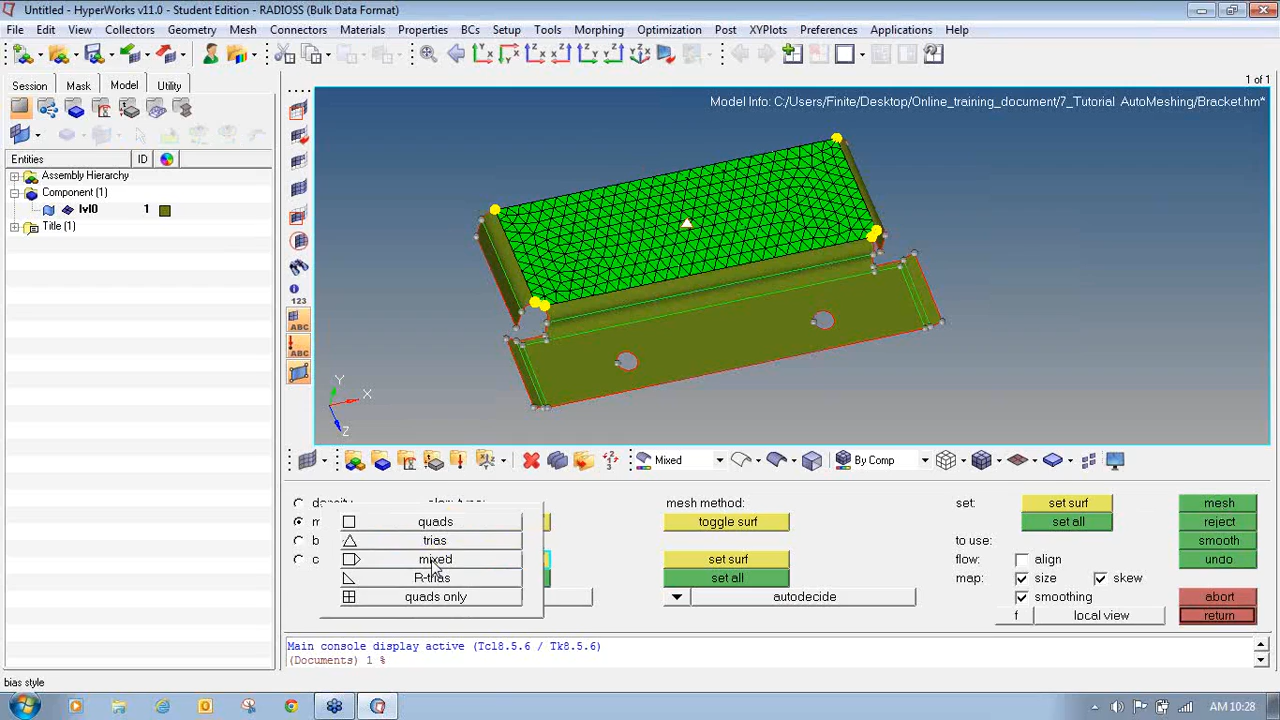 Untitled - HyperWorks v11.0 - Student Edition - RADIOSS (Bulk Data Format)
File Edit View Collectors Geometry Mesh Connectors Materials Properties BCs Setup Tools Morphing Optimization Post XYPlots Preferences Applications Help
1 of 1
Session Mask Model Utility
Model Info: C:/Users/Finite/Desktop/Online_training_document/7_Tutorial AutoMeshing/Bracket.hm*
Entities ID
Assembly Hierarchy
Component (1)
lvl0 1
Title (1)
123
ABC
ABC
Y
X
Z
Mixed
By Comp
mesh method:
set: set surf mesh
quads
toggle surf
set all reject
trias
to use: smooth
mixed
set surf
flow: align undo
R-trias
set all
map: size skew
quads only
autodecide
smoothing abort
f local view return
Main console display active (Tcl8.5.6 / Tk8.5.6)
(Documents) 1 %
bias style
AM 10:28